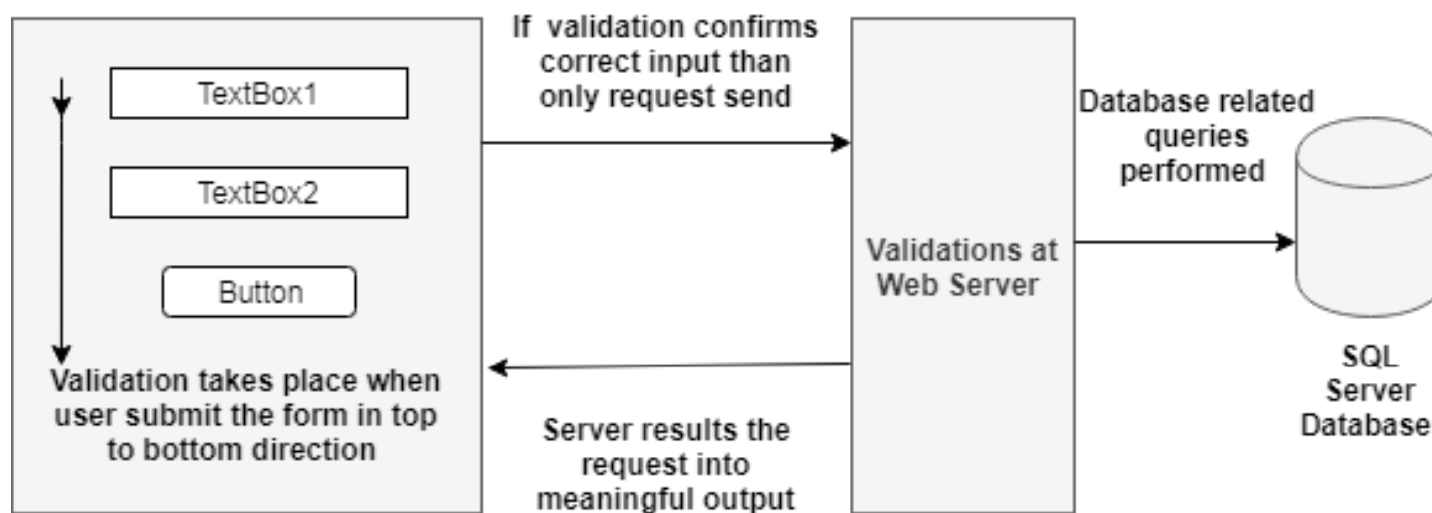 TextBox1
TextBox2
Button
Validation takes place when
user submit the form in top
to bottom direction
If validation confirms
correct input than
only request send
Server results the
request into
meaningful output
Validations at
Web Server
Database related
queries
performed
SQL
Server
Database